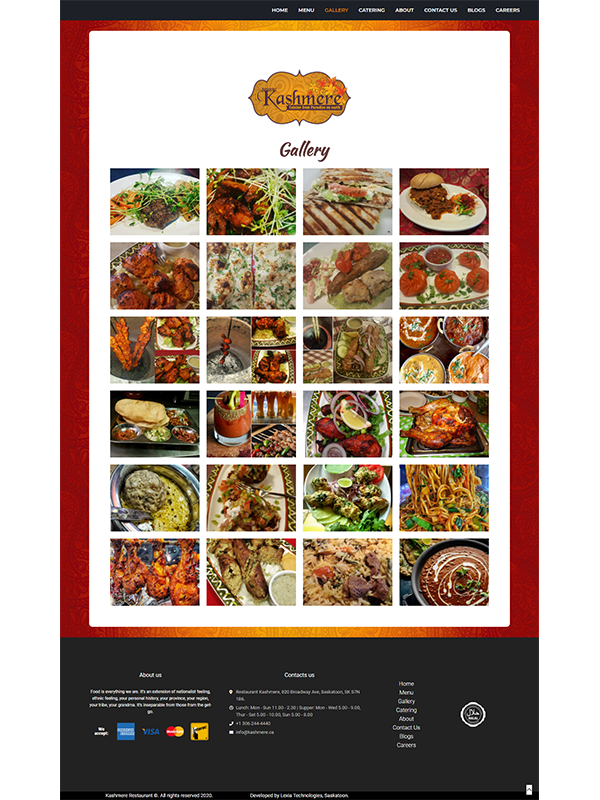 HOME MENU GALLERY CATERING ABOUT CONTACT US BLOGS CAREERS
Kashmere
Cuisine from Paradise on earth
Gallery
About us
Food is everything we are. It's an extension of nationalist feeling,
ethnic feeling, your personal history, your province, your region,
your tribe, your grandma. It's inseparable from those from the get-
go.
We
accept:
VISA
MasterCard
Contacts us
Restaurant Kashmere, 820 Broadway Ave, Saskatoon, SK S7N
1B6.
Lunch: Mon - Sun 11.00 - 2.30 | Supper: Mon - Wed 5.00 - 9.00,
Thur - Sat 5.00 - 10.00, Sun 5.00 - 8.00
+1 306-244-4440
info@kashmere.ca
Home
Menu
Gallery
Catering
About
Contact Us
Blogs
Careers
حلال
HALAL
Kashmere Restaurant ©. All rights reserved 2020.
Developed by Lexia Technologies, Saskatoon.